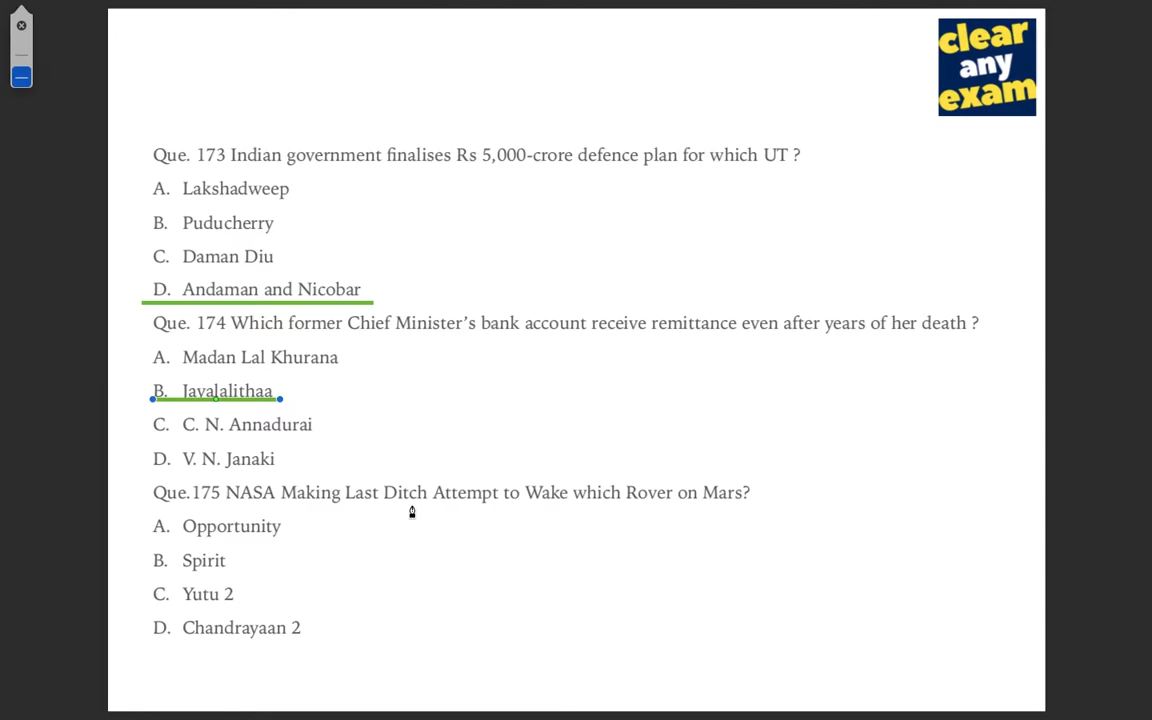 clear
any
exam
Que. 173 Indian government finalises Rs 5,000-crore defence plan for which UT ?
A. Lakshadweep
B. Puducherry
C. Daman Diu
D. Andaman and Nicobar
Que. 174 Which former Chief Minister’s bank account receive remittance even after years of her death ?
A. Madan Lal Khurana
B. Jayalalithaa
C. C. N. Annadurai
D. V. N. Janaki
Que.175 NASA Making Last Ditch Attempt to Wake which Rover on Mars?
A. Opportunity
B. Spirit
C. Yutu 2
D. Chandrayaan 2